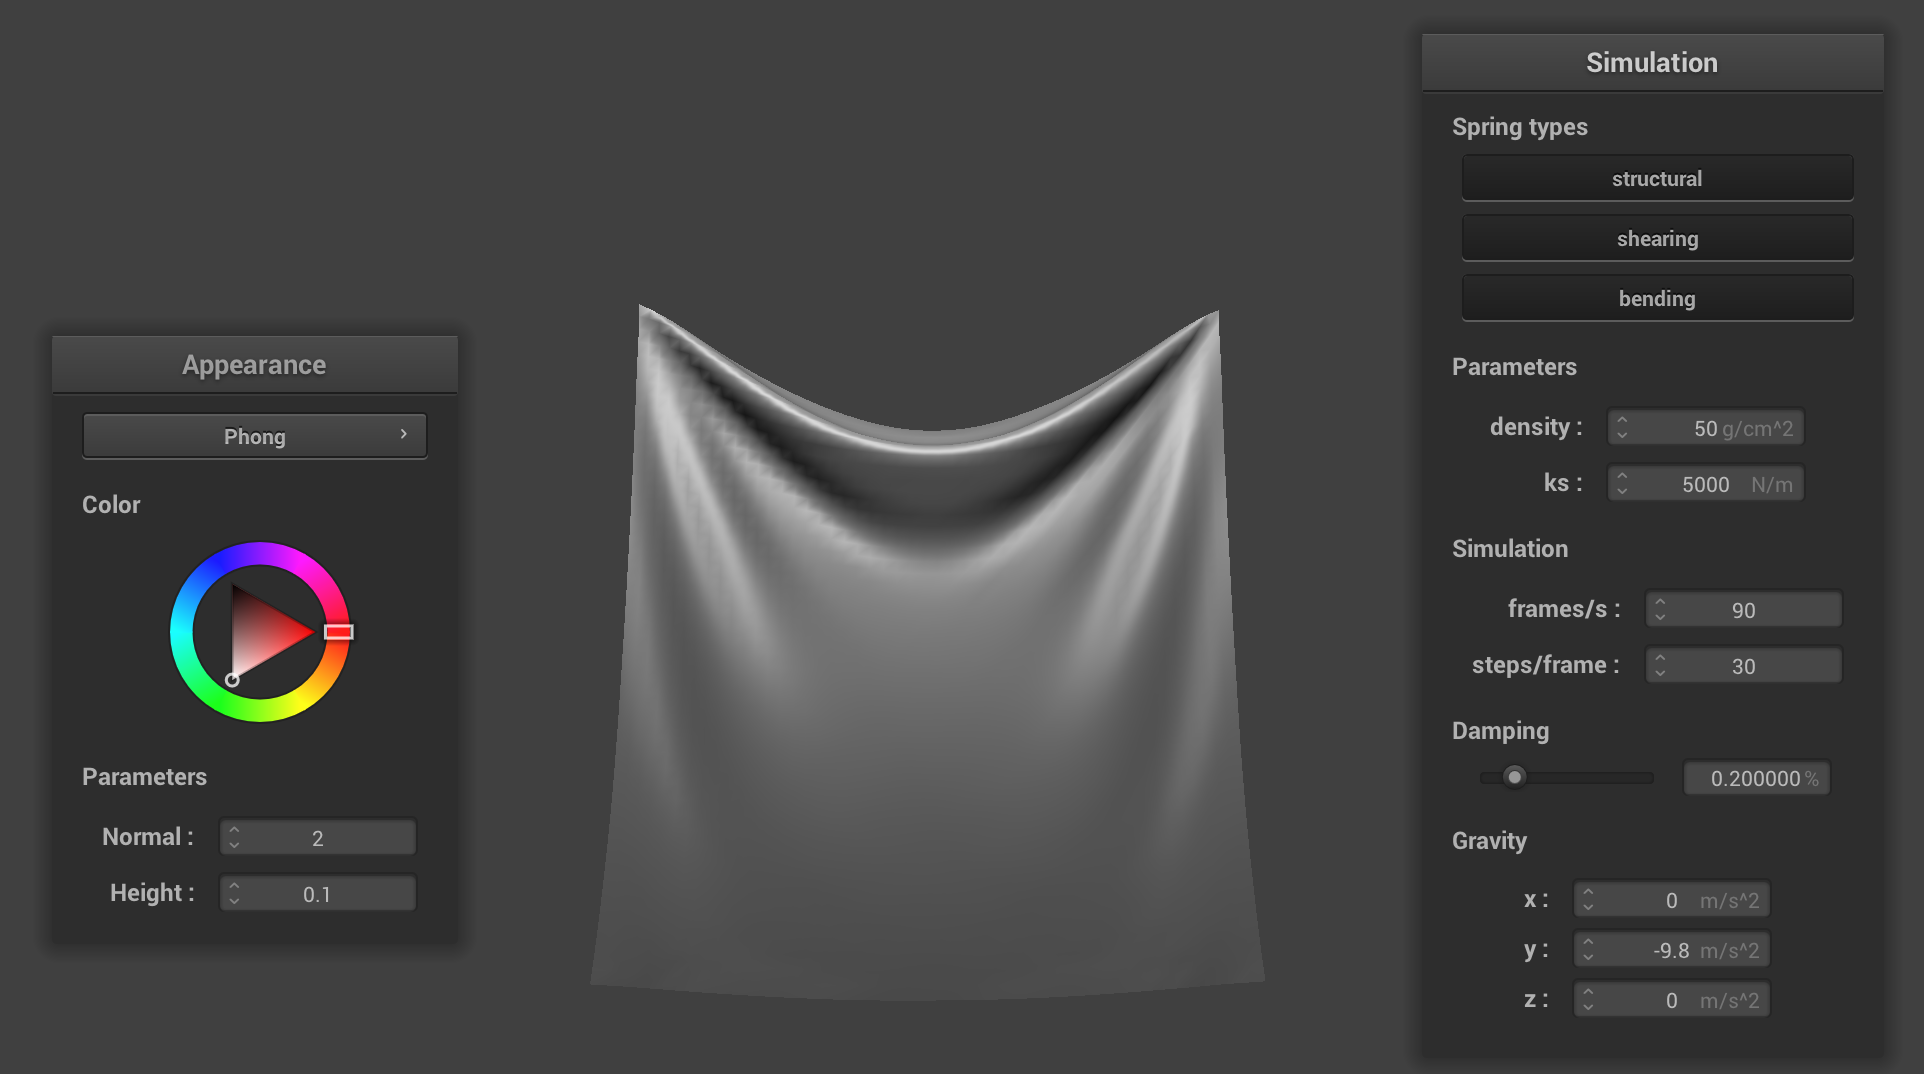 Appearance
Phong
Color
Parameters
Normal : 2
Height : 0.1
Simulation
Spring types
structural
shearing
bending
Parameters
density : 50 g/cm^2
ks : 5000 N/m
Simulation
frames/s : 90
steps/frame : 30
Damping
0.200000 %
Gravity
x : 0 m/s^2
y : -9.8 m/s^2
z : 0 m/s^2